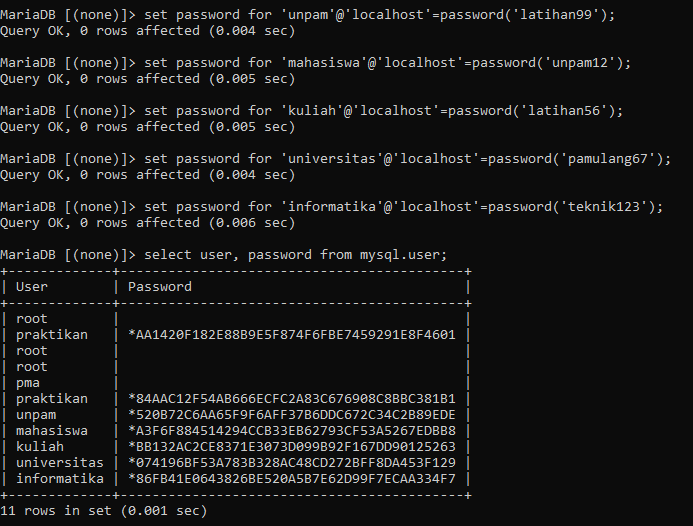 MariaDB [(none)]> set password for 'unpam'@'localhost'=password('latihan99');
Query OK, 0 rows affected (0.004 sec)
MariaDB [(none)]> set password for 'mahasiswa'@'localhost'=password('unpam12');
Query OK, 0 rows affected (0.005 sec)
MariaDB [(none)]> set password for 'kuliah'@'localhost'=password('latihan56');
Query OK, 0 rows affected (0.005 sec)
MariaDB [(none)]> set password for 'universitas'@'localhost'=password('pamulang67');
Query OK, 0 rows affected (0.004 sec)
MariaDB [(none)]> set password for 'informatika'@'localhost'=password('teknik123');
Query OK, 0 rows affected (0.006 sec)
MariaDB [(none)]> select user, password from mysql.user;
+-------------+-------------------------------------------+
| User        | Password                                  |
+-------------+-------------------------------------------+
| root        |                                           |
| praktikan   | *AA1420F182E88B9E5F874F6FBE7459291E8F4601 |
| root        |                                           |
| root        |                                           |
| pma         |                                           |
| praktikan   | *84AAC12F54AB666ECFC2A83C676908C8BBC381B1 |
| unpam       | *520B72C6AA65F9F6AFF37B6DDC672C34C2B89EDE |
| mahasiswa   | *A3F6F884514294CCB33EB62793CF53A5267EDBB8 |
| kuliah      | *BB132AC2CE8371E3073D099B92F167DD90125263 |
| universitas | *074196BF53A783B328AC48CD272BFF8DA453F129 |
| informatika | *86FB41E0643826BE520A5B7E62D99F7ECAA334F7 |
+-------------+-------------------------------------------+
11 rows in set (0.001 sec)